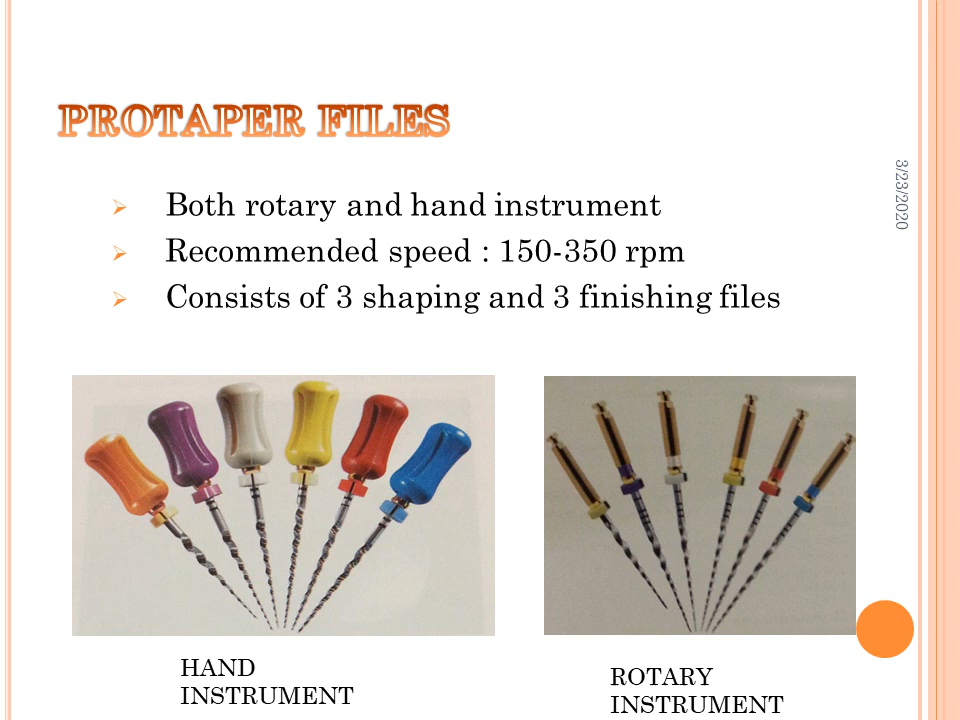 PROTAPER FILES
3/23/2020
Both rotary and hand instrument
Recommended speed : 150-350 rpm
Consists of 3 shaping and 3 finishing files
HAND
INSTRUMENT
ROTARY
INSTRUMENT